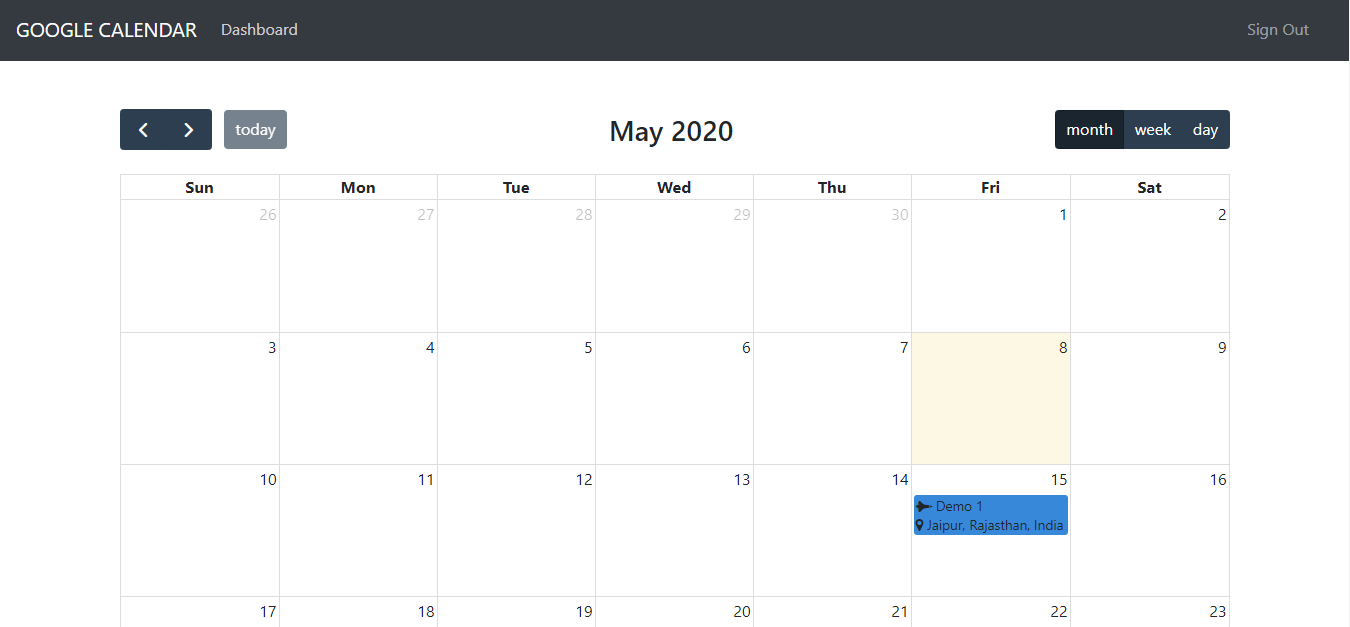 GOOGLE CALENDAR Dashboard Sign Out
today May 2020 month week day
Sun Mon Tue Wed Thu Fri Sat
26 27 28 29 30 1 2
3 4 5 6 7 8 9
10 11 12 13 14 15 16
Demo 1
Jaipur, Rajasthan, India
17 18 19 20 21 22 23